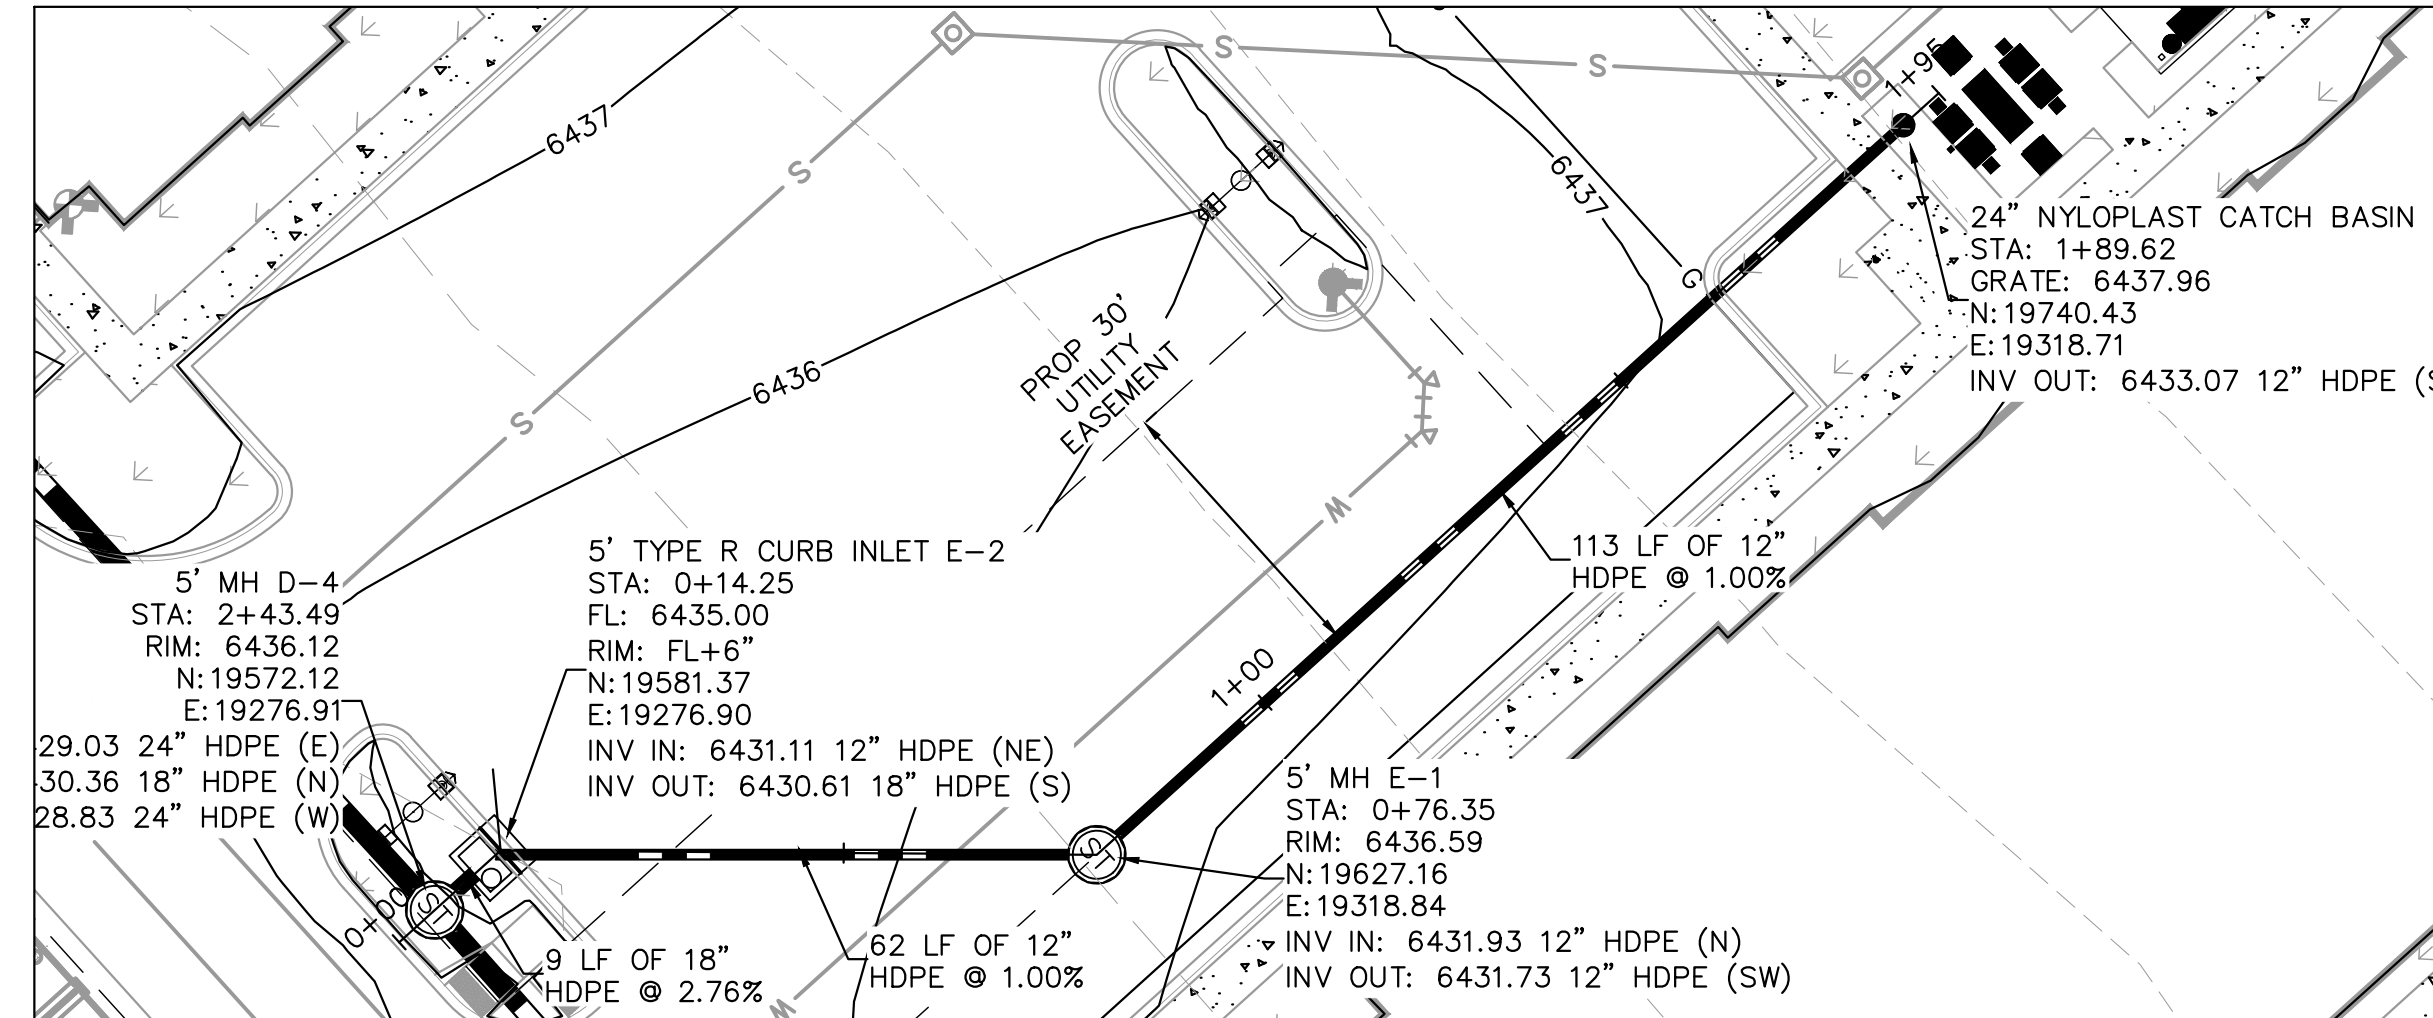 6437
S
S
S
S
1+95
6437
G
24" NYLOPLAST CATCH BASIN
STA: 1+89.62
GRATE: 6437.96
N:19740.43
E:19318.71
INV OUT: 6433.07 12" HDPE
PROP 30'
UTILITY
EASEMENT
6436
W
113 LF OF 12"
HDPE @ 1.00%
5' MH D-4
STA: 2+43.49
RIM: 6436.12
N:19572.12
E:19276.91
29.03 24" HDPE (E)
30.36 18" HDPE (N)
28.83 24" HDPE (W)
5' TYPE R CURB INLET E-2
STA: 0+14.25
FL: 6435.00
RIM: FL+6"
N:19581.37
E:19276.90
INV IN: 6431.11 12" HDPE (NE)
INV OUT: 6430.61 18" HDPE (S)
1+00
5' MH E-1
STA: 0+76.35
RIM: 6436.59
N:19627.16
E:19318.84
INV IN: 6431.93 12" HDPE (N)
INV OUT: 6431.73 12" HDPE (SW)
ST
ST
0+00
9 LF OF 18"
HDPE @ 2.76%
62 LF OF 12"
HDPE @ 1.00%
W